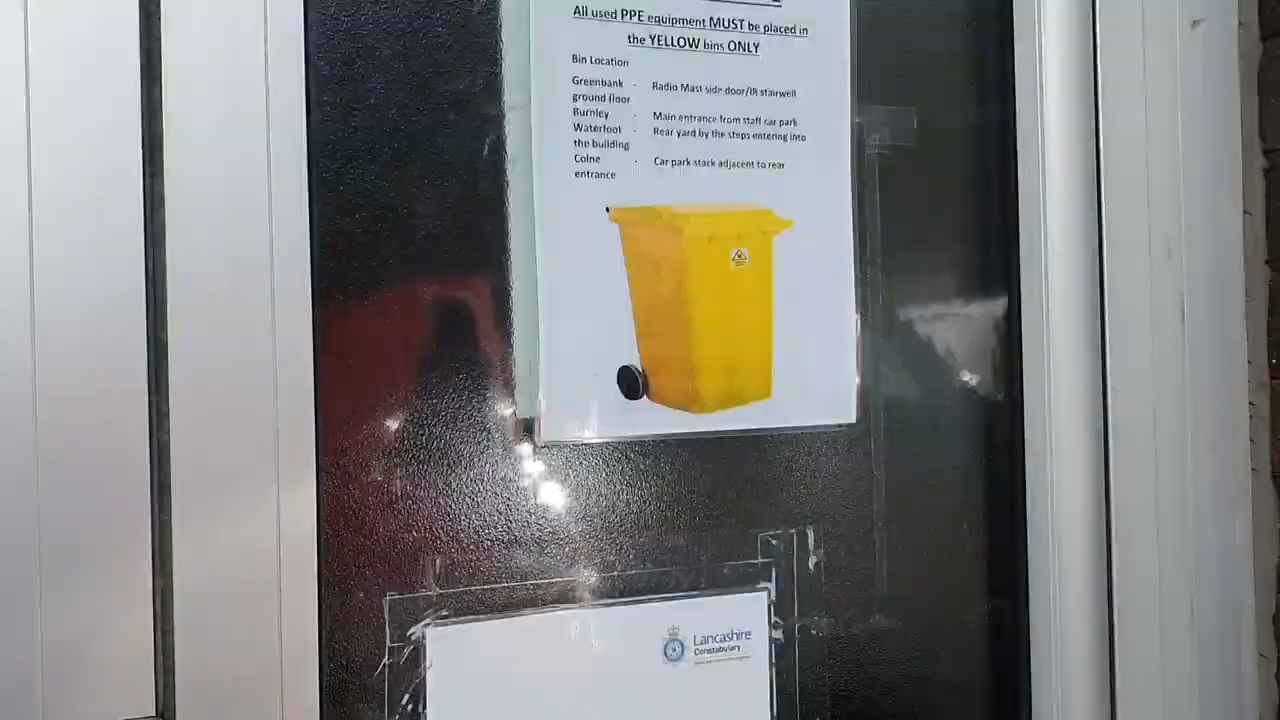 All used PPE equipment MUST be placed in
the YELLOW bins ONLY
Bin Location
Greenbank - Radio Mast side door/IR stairwell
ground floor
Burnley - Main entrance from staff car park
Waterfoot - Rear yard by the steps entering into
the building
Colne - Car park stack adjacent to rear
entrance
Lancashire
Constabulary